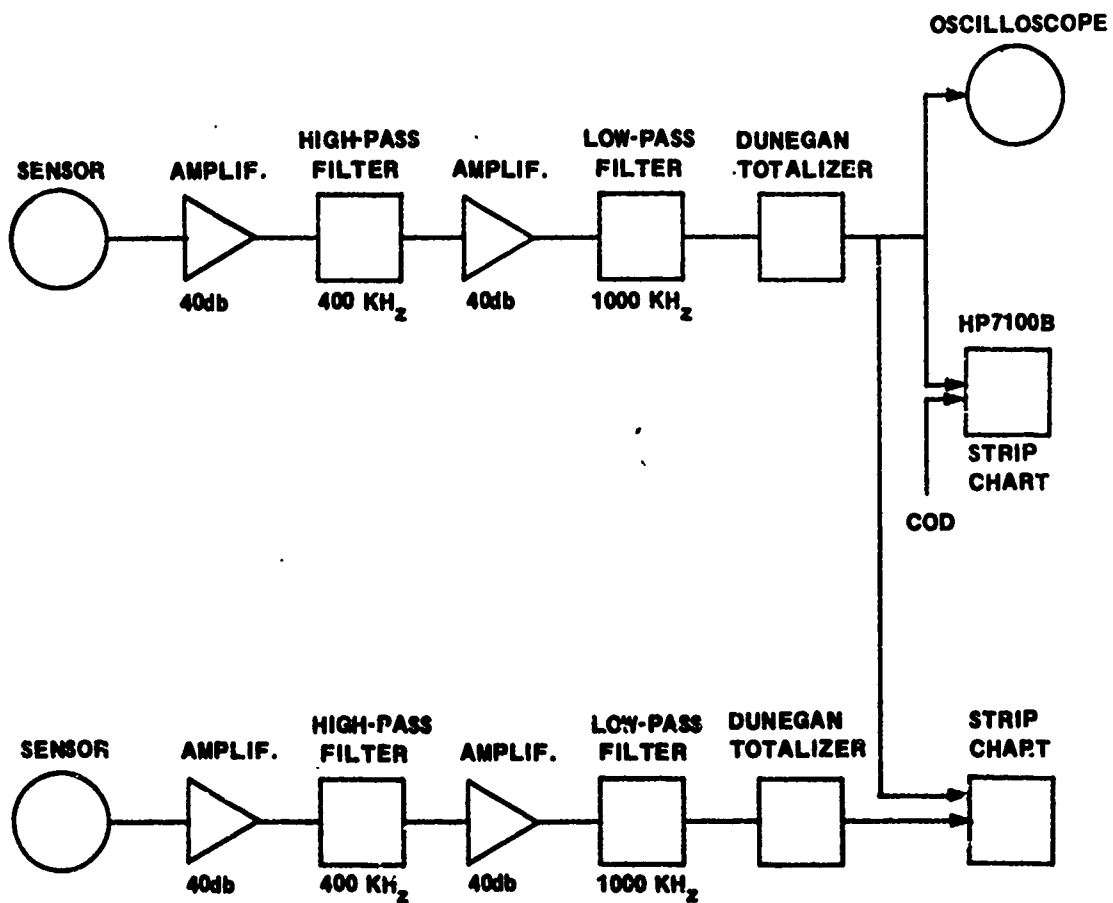 OSCILLOSCOPE
SENSOR
AMPLIF.
HIGH-PASS
FILTER
AMPLIF.
LOW-PASS
FILTER
DUNEGAN
TOTALIZER
40db
400 KHz
40db
1000 KHz
HP7100B
STRIP
CHART
COD
SENSOR
AMPLIF.
HIGH-PASS
FILTER
AMPLIF.
LOW-PASS
FILTER
DUNEGAN
TOTALIZER
STRIP
CHART
40db
400 KHz
40db
1000 KHz